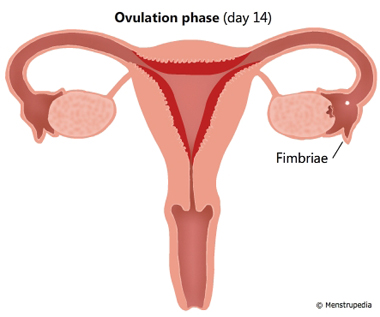 Ovulation phase (day 14)
Fimbriae
© Menstrupedia